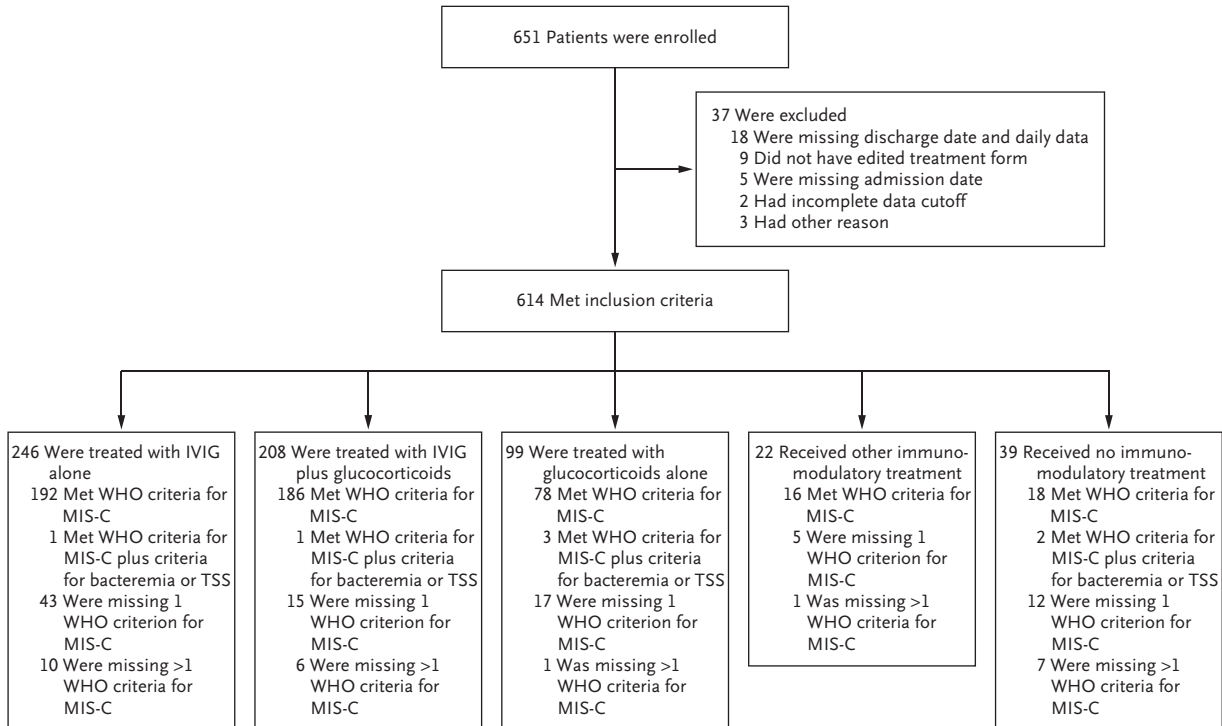 651 Patients were enrolled
37 Were excluded
18 Were missing discharge date and daily data
9 Did not have edited treatment form
5 Were missing admission date
2 Had incomplete data cutoff
3 Had other reason
614 Met inclusion criteria
246 Were treated with IVIG
alone
192 Met WHO criteria for
MIS-C
1 Met WHO criteria for
MIS-C plus criteria
for bacteremia or TSS
43 Were missing 1
WHO criterion for
MIS-C
10 Were missing >1
WHO criteria for
MIS-C
208 Were treated with IVIG
plus glucocorticoids
186 Met WHO criteria for
MIS-C
1 Met WHO criteria for
MIS-C plus criteria
for bacteremia or TSS
15 Were missing 1
WHO criterion for
MIS-C
6 Were missing >1
WHO criteria for
MIS-C
99 Were treated with
glucocorticoids alone
78 Met WHO criteria for
MIS-C
3 Met WHO criteria for
MIS-C plus criteria
for bacteremia or TSS
17 Were missing 1
WHO criterion for
MIS-C
1 Was missing >1
WHO criteria for
MIS-C
22 Received other immuno-
modulatory treatment
16 Met WHO criteria for
MIS-C
5 Were missing 1
WHO criterion for
MIS-C
1 Was missing >1
WHO criteria for
MIS-C
39 Received no immuno-
modulatory treatment
18 Met WHO criteria for
MIS-C
2 Met WHO criteria for
MIS-C plus criteria
for bacteremia or TSS
12 Were missing 1
WHO criterion for
MIS-C
7 Were missing >1
WHO criteria for
MIS-C